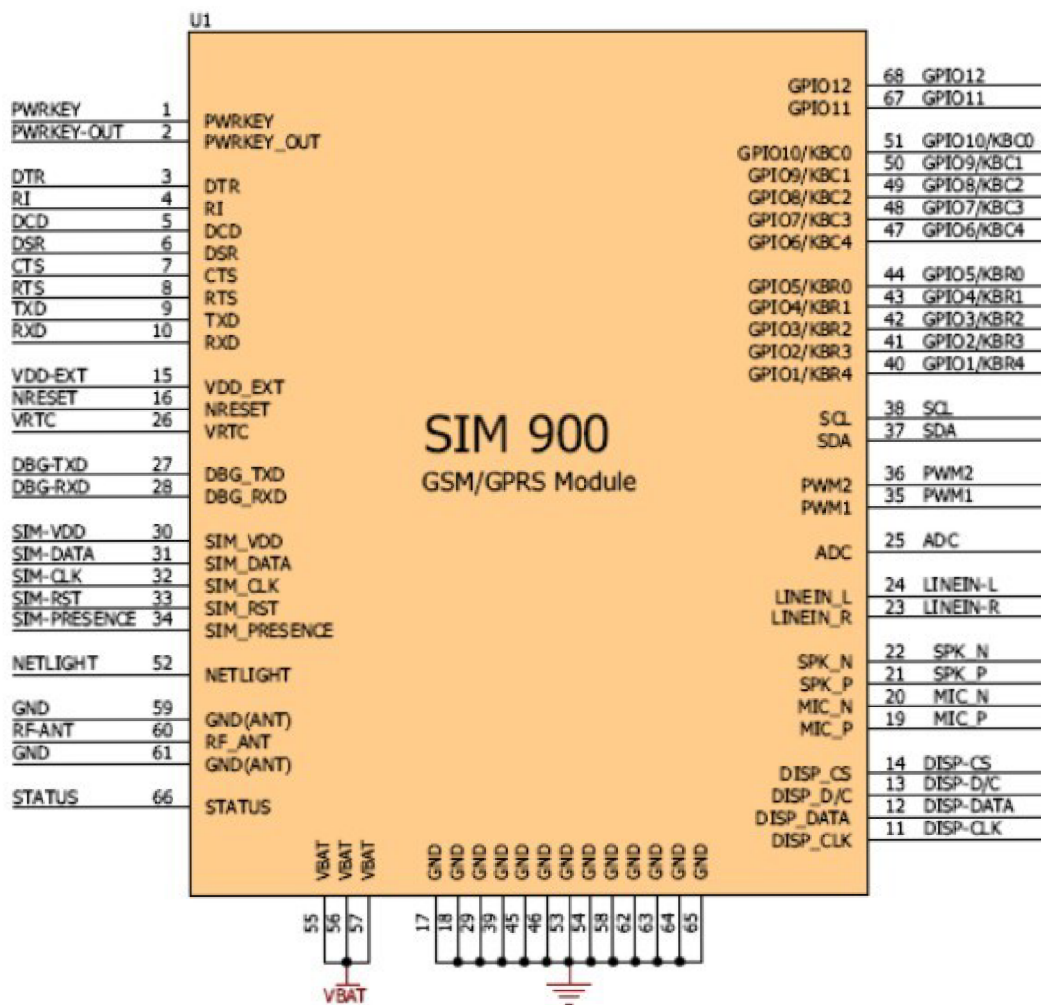 U1
PWRKEY 1 PWRKEY
PWRKEY-OUT 2 PWRKEY_OUT
DTR 3 DTR
RI 4 RI
DCD 5 DCD
DSR 6 DSR
CTS 7 CTS
RTS 8 RTS
TXD 9 TXD
RXD 10 RXD
VDD-EXT 15 VDD_EXT
NRESET 16 NRESET
VRTC 26 VRTC
DBG-TXD 27 DBG_TXD
DBG-RXD 28 DBG_RXD
SIM-VDD 30 SIM_VDD
SIM-DATA 31 SIM_DATA
SIM-CLK 32 SIM_CLK
SIM-RST 33 SIM_RST
SIM-PRESENCE 34 SIM_PRESENCE
NETLIGHT 52 NETLIGHT
GND 59 GND(ANT)
RF-ANT 60 RF_ANT
GND 61 GND(ANT)
STATUS 66 STATUS
SIM 900
GSM/GPRS Module
GPIO12 68 GPIO12
GPIO11 67 GPIO11
GPIO10/KBC0 51 GPIO10/KBC0
GPIO9/KBC1 50 GPIO9/KBC1
GPIO8/KBC2 49 GPIO8/KBC2
GPIO7/KBC3 48 GPIO7/KBC3
GPIO6/KBC4 47 GPIO6/KBC4
GPIO5/KBR0 44 GPIO5/KBR0
GPIO4/KBR1 43 GPIO4/KBR1
GPIO3/KBR2 42 GPIO3/KBR2
GPIO2/KBR3 41 GPIO2/KBR3
GPIO1/KBR4 40 GPIO1/KBR4
SCL 38 SCL
SDA 37 SDA
PWM2 36 PWM2
PWM1 35 PWM1
ADC 25 ADC
LINEIN_L 24 LINEIN-L
LINEIN_R 23 LINEIN-R
SPK_N 22 SPK_N
SPK_P 21 SPK_P
MIC_N 20 MIC_N
MIC_P 19 MIC_P
DISP_CS 14 DISP-CS
DISP_D/C 13 DISP-D/C
DISP_DATA 12 DISP-DATA
DISP_CLK 11 DISP-CLK
VBAT VBAT VBAT
GND GND GND GND GND GND GND GND GND GND GND GND GND
55 56 57
17 18 29 39 45 46 53 54 58 62 63 64 65
VBAT